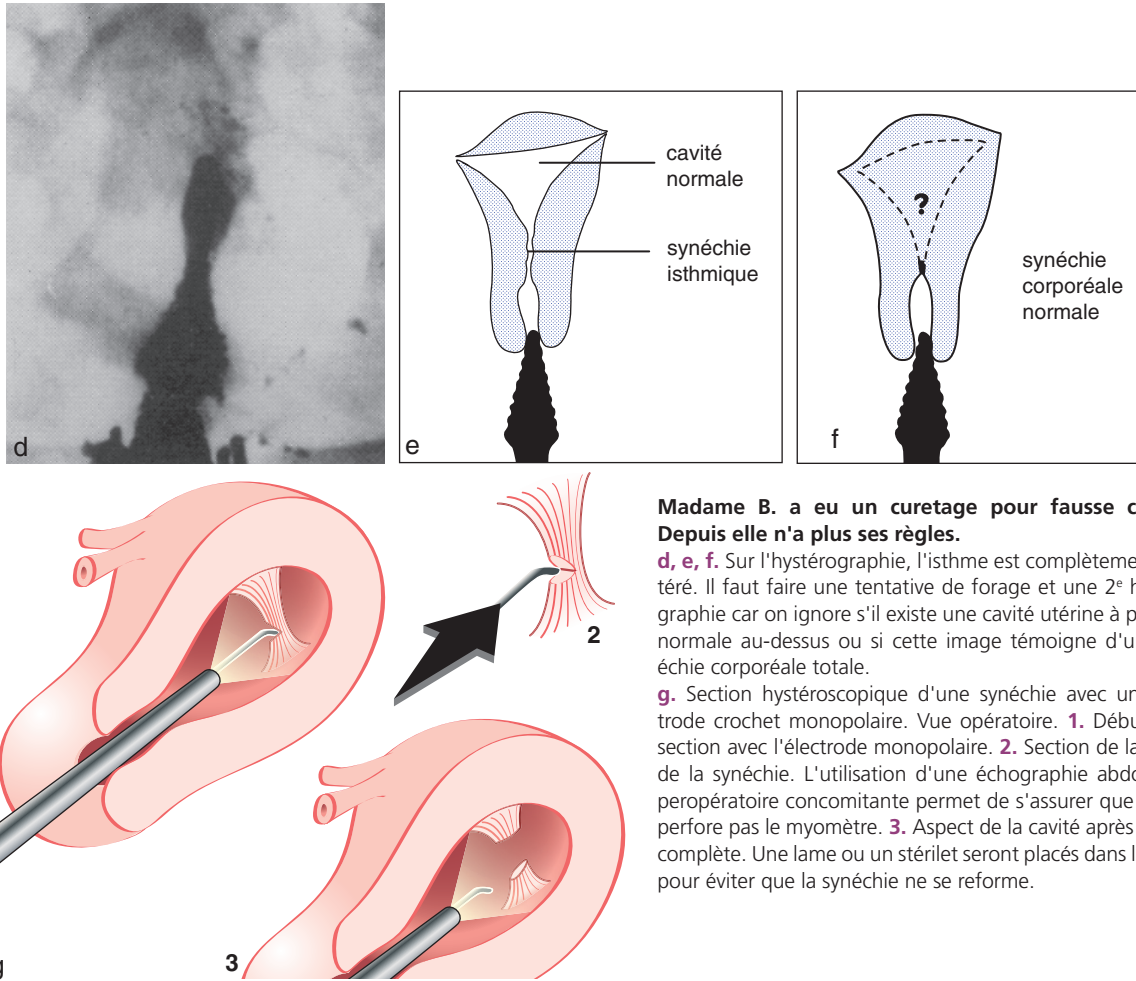 d
e
cavité
normale
synéchie
isthmique
f
synéchie
corporéale
normale
2
3
g
Madame B. a eu un curetage pour fausse c
Depuis elle n'a plus ses règles.
d, e, f. Sur l'hystérographie, l'isthme est complèteme
téré. Il faut faire une tentative de forage et une 2e h
graphie car on ignore s'il existe une cavité utérine à p
normale au-dessus ou si cette image témoigne d'u
échie corporéale totale.
g. Section hystéroscopique d'une synéchie avec un
trode crochet monopolaire. Vue opératoire. 1. Débu
section avec l'électrode monopolaire. 2. Section de la
de la synéchie. L'utilisation d'une échographie abdo
peropératoire concomitante permet de s'assurer que
perfore pas le myomètre. 3. Aspect de la cavité après
complète. Une lame ou un stérilet seront placés dans l
pour éviter que la synéchie ne se reforme.